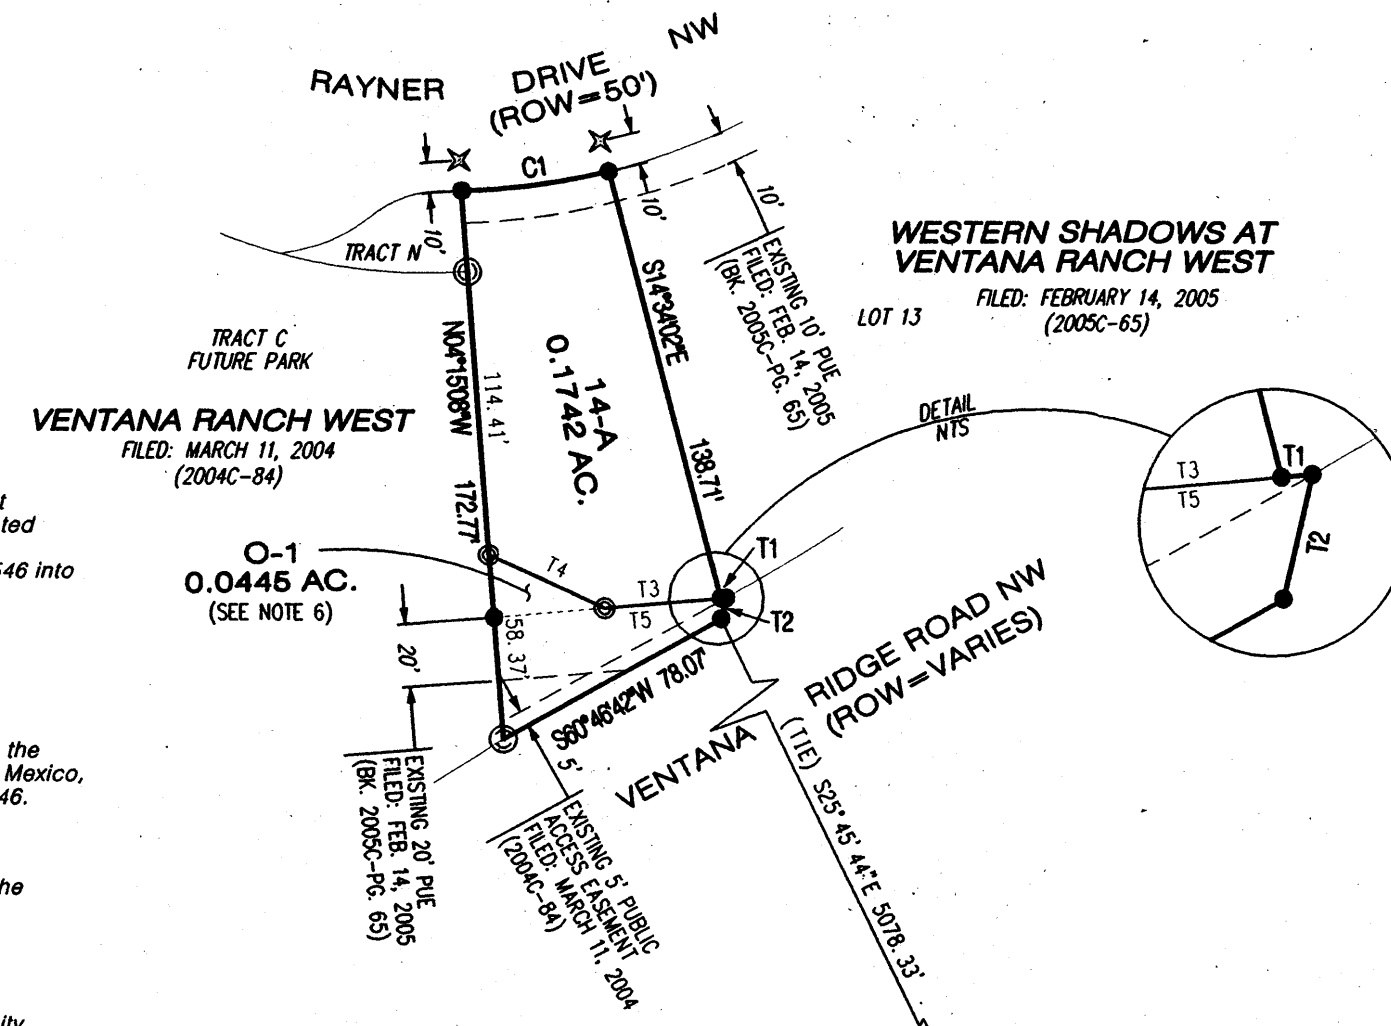 NW
DRIVE
RAYNER
(ROW=50')
C1
10'
10'
10'
TRACT N
EXISTING 10' PUE
FILED: FEB. 14, 2005
(BK. 2005C-PG. 65)
WESTERN SHADOWS AT
VENTANA RANCH WEST
FILED: FEBRUARY 14, 2005
(2005C-65)
LOT 13
S14°34'02"E
138.71'
TRACT C
FUTURE PARK
N04°15'08"W
172.77'
114.41'
14-A
0.1742 AC.
VENTANA RANCH WEST
FILED: MARCH 11, 2004
(2004C-84)
DETAIL
NTS
T1
T3
T5
T2
t
ted
546 into
O-1
0.0445 AC.
(SEE NOTE 6)
T4
T3
T5
T1
T2
58.37'
20'
S60°46'42"W 78.07'
5'
RIDGE ROAD NW
(ROW=VARIES)
VENTANA
(TIE) S25°45'44"E 5078.33'
the
Mexico,
46.
he
ity
EXISTING 20' PUE
FILED: FEB. 14, 2005
(BK. 2005C-PG. 65)
EXISTING 5' PUBLIC
ACCESS EASEMENT
FILED: MARCH 11, 2004
(2004C-84)